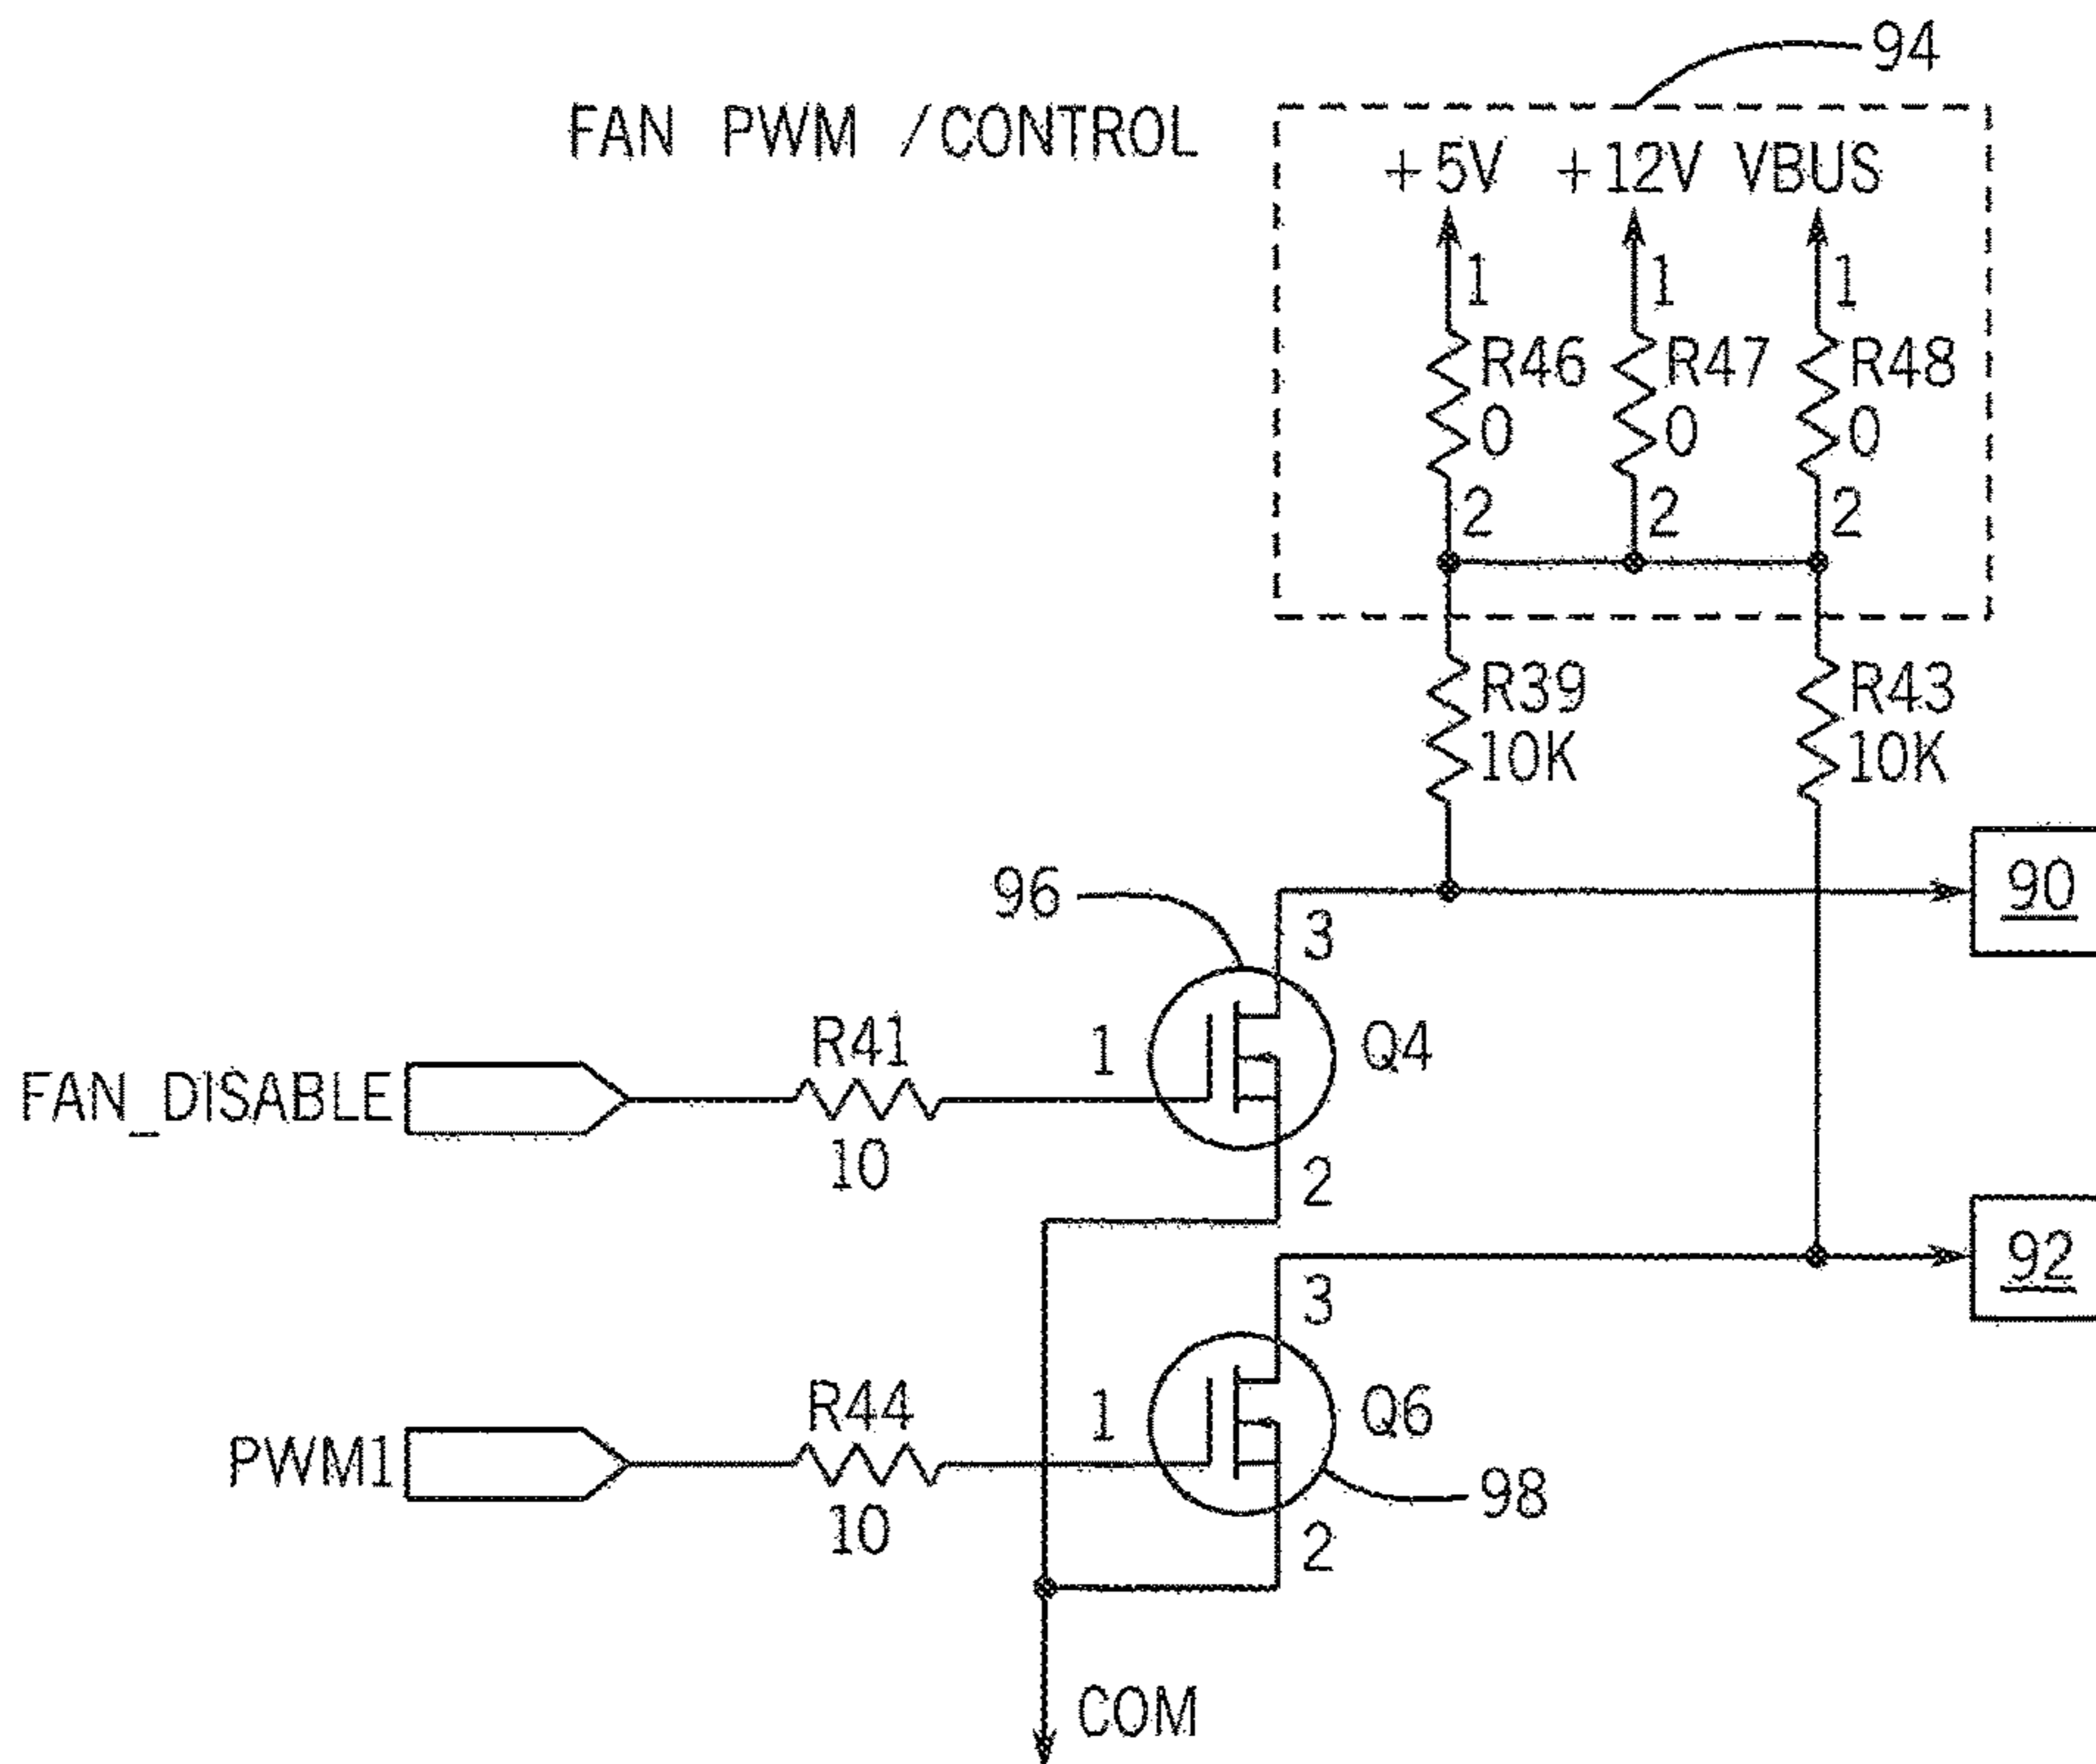 94
FAN PWM /CONTROL
+5V +12V VBUS
1 1 1
R46 R47 R48
0 0 0
2 2 2
R39 R43
10K 10K
90
96
3
R41 1 Q4
FAN_DISABLE
10
2
92
3
R44 1 Q6
PWM1
98
10
2
COM